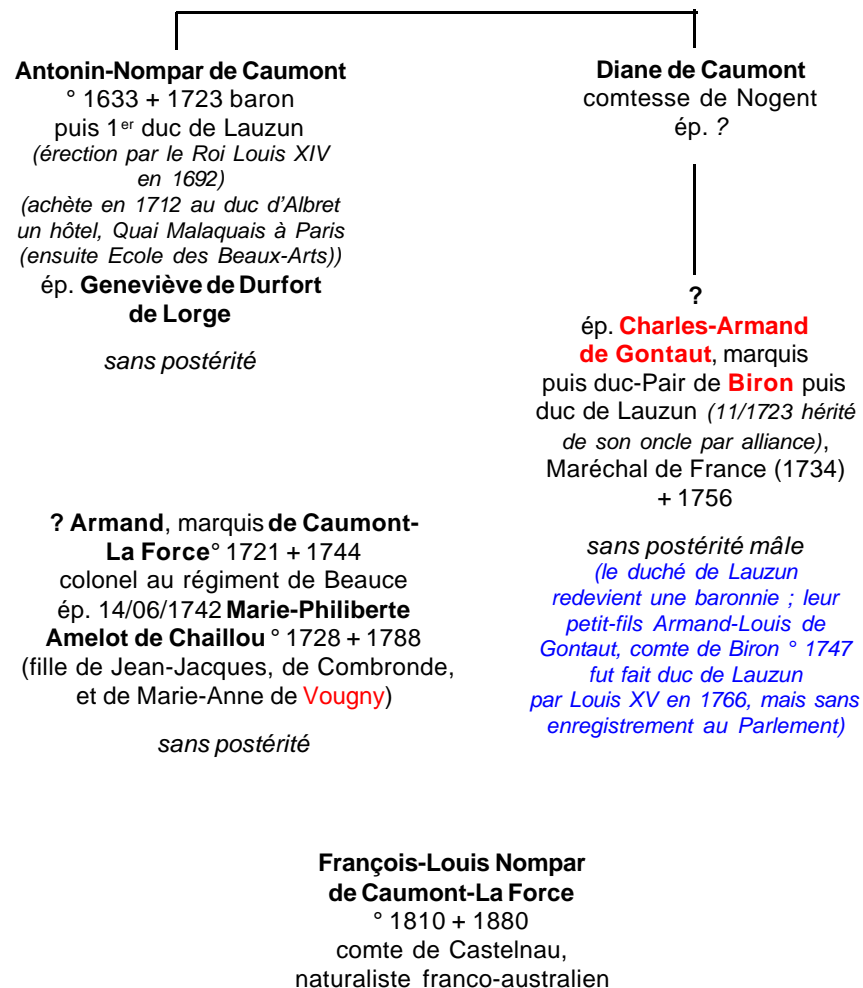 Antonin-Nompar de Caumont
° 1633 + 1723 baron
puis 1er duc de Lauzun
(érection par le Roi Louis XIV
en 1692)
(achète en 1712 au duc d’Albret
un hôtel, Quai Malaquais à Paris
(ensuite Ecole des Beaux-Arts))
ép. Geneviève de Durfort
de Lorge
sans postérité
Diane de Caumont
comtesse de Nogent
ép. ?
?
ép. Charles-Armand
de Gontaut, marquis
puis duc-Pair de Biron puis
duc de Lauzun (11/1723 hérité
de son oncle par alliance),
Maréchal de France (1734)
+ 1756
sans postérité mâle
(le duché de Lauzun
redevient une baronnie ; leur
petit-fils Armand-Louis de
Gontaut, comte de Biron ° 1747
fut fait duc de Lauzun
par Louis XV en 1766, mais sans
enregistrement au Parlement)
? Armand, marquis de Caumont-
La Force ° 1721 + 1744
colonel au régiment de Beauce
ép. 14/06/1742 Marie-Philiberte
Amelot de Chaillou ° 1728 + 1788
(fille de Jean-Jacques, de Combronde,
et de Marie-Anne de Vougny)
sans postérité
François-Louis Nompar
de Caumont-La Force
° 1810 + 1880
comte de Castelnau,
naturaliste franco-australien